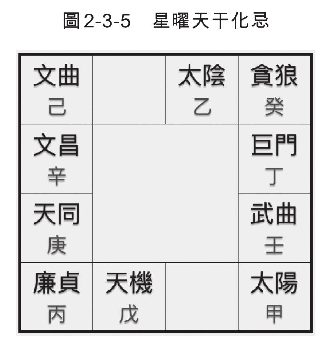 圖2-3-5 星曜天干化忌
文曲
己
太陰
乙
貪狼
癸
文昌
辛
巨門
丁
天同
庚
武曲
壬
廉貞
丙
天機
戊
太陽
甲